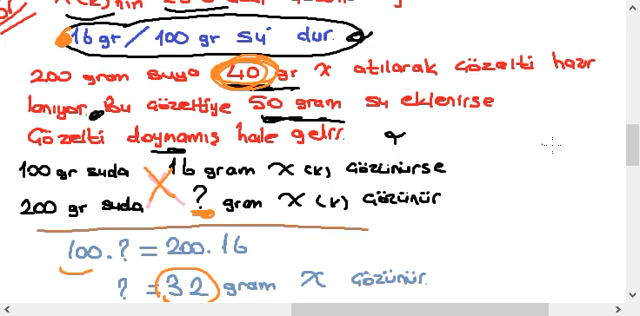 16 gr / 100 gr su dur.
200 gram suya 40 gr X atılarak çözelti hazır
lanıyor. Bu çözeltiye 50 gram su eklenirse
Çözelti doymamış hale gelir.
100 gr suda 16 gram X (k) çözünürse
200 gr suda ? gram X (k) çözünür
100 . ? = 200 . 16
? = 32 gram X çözünür.